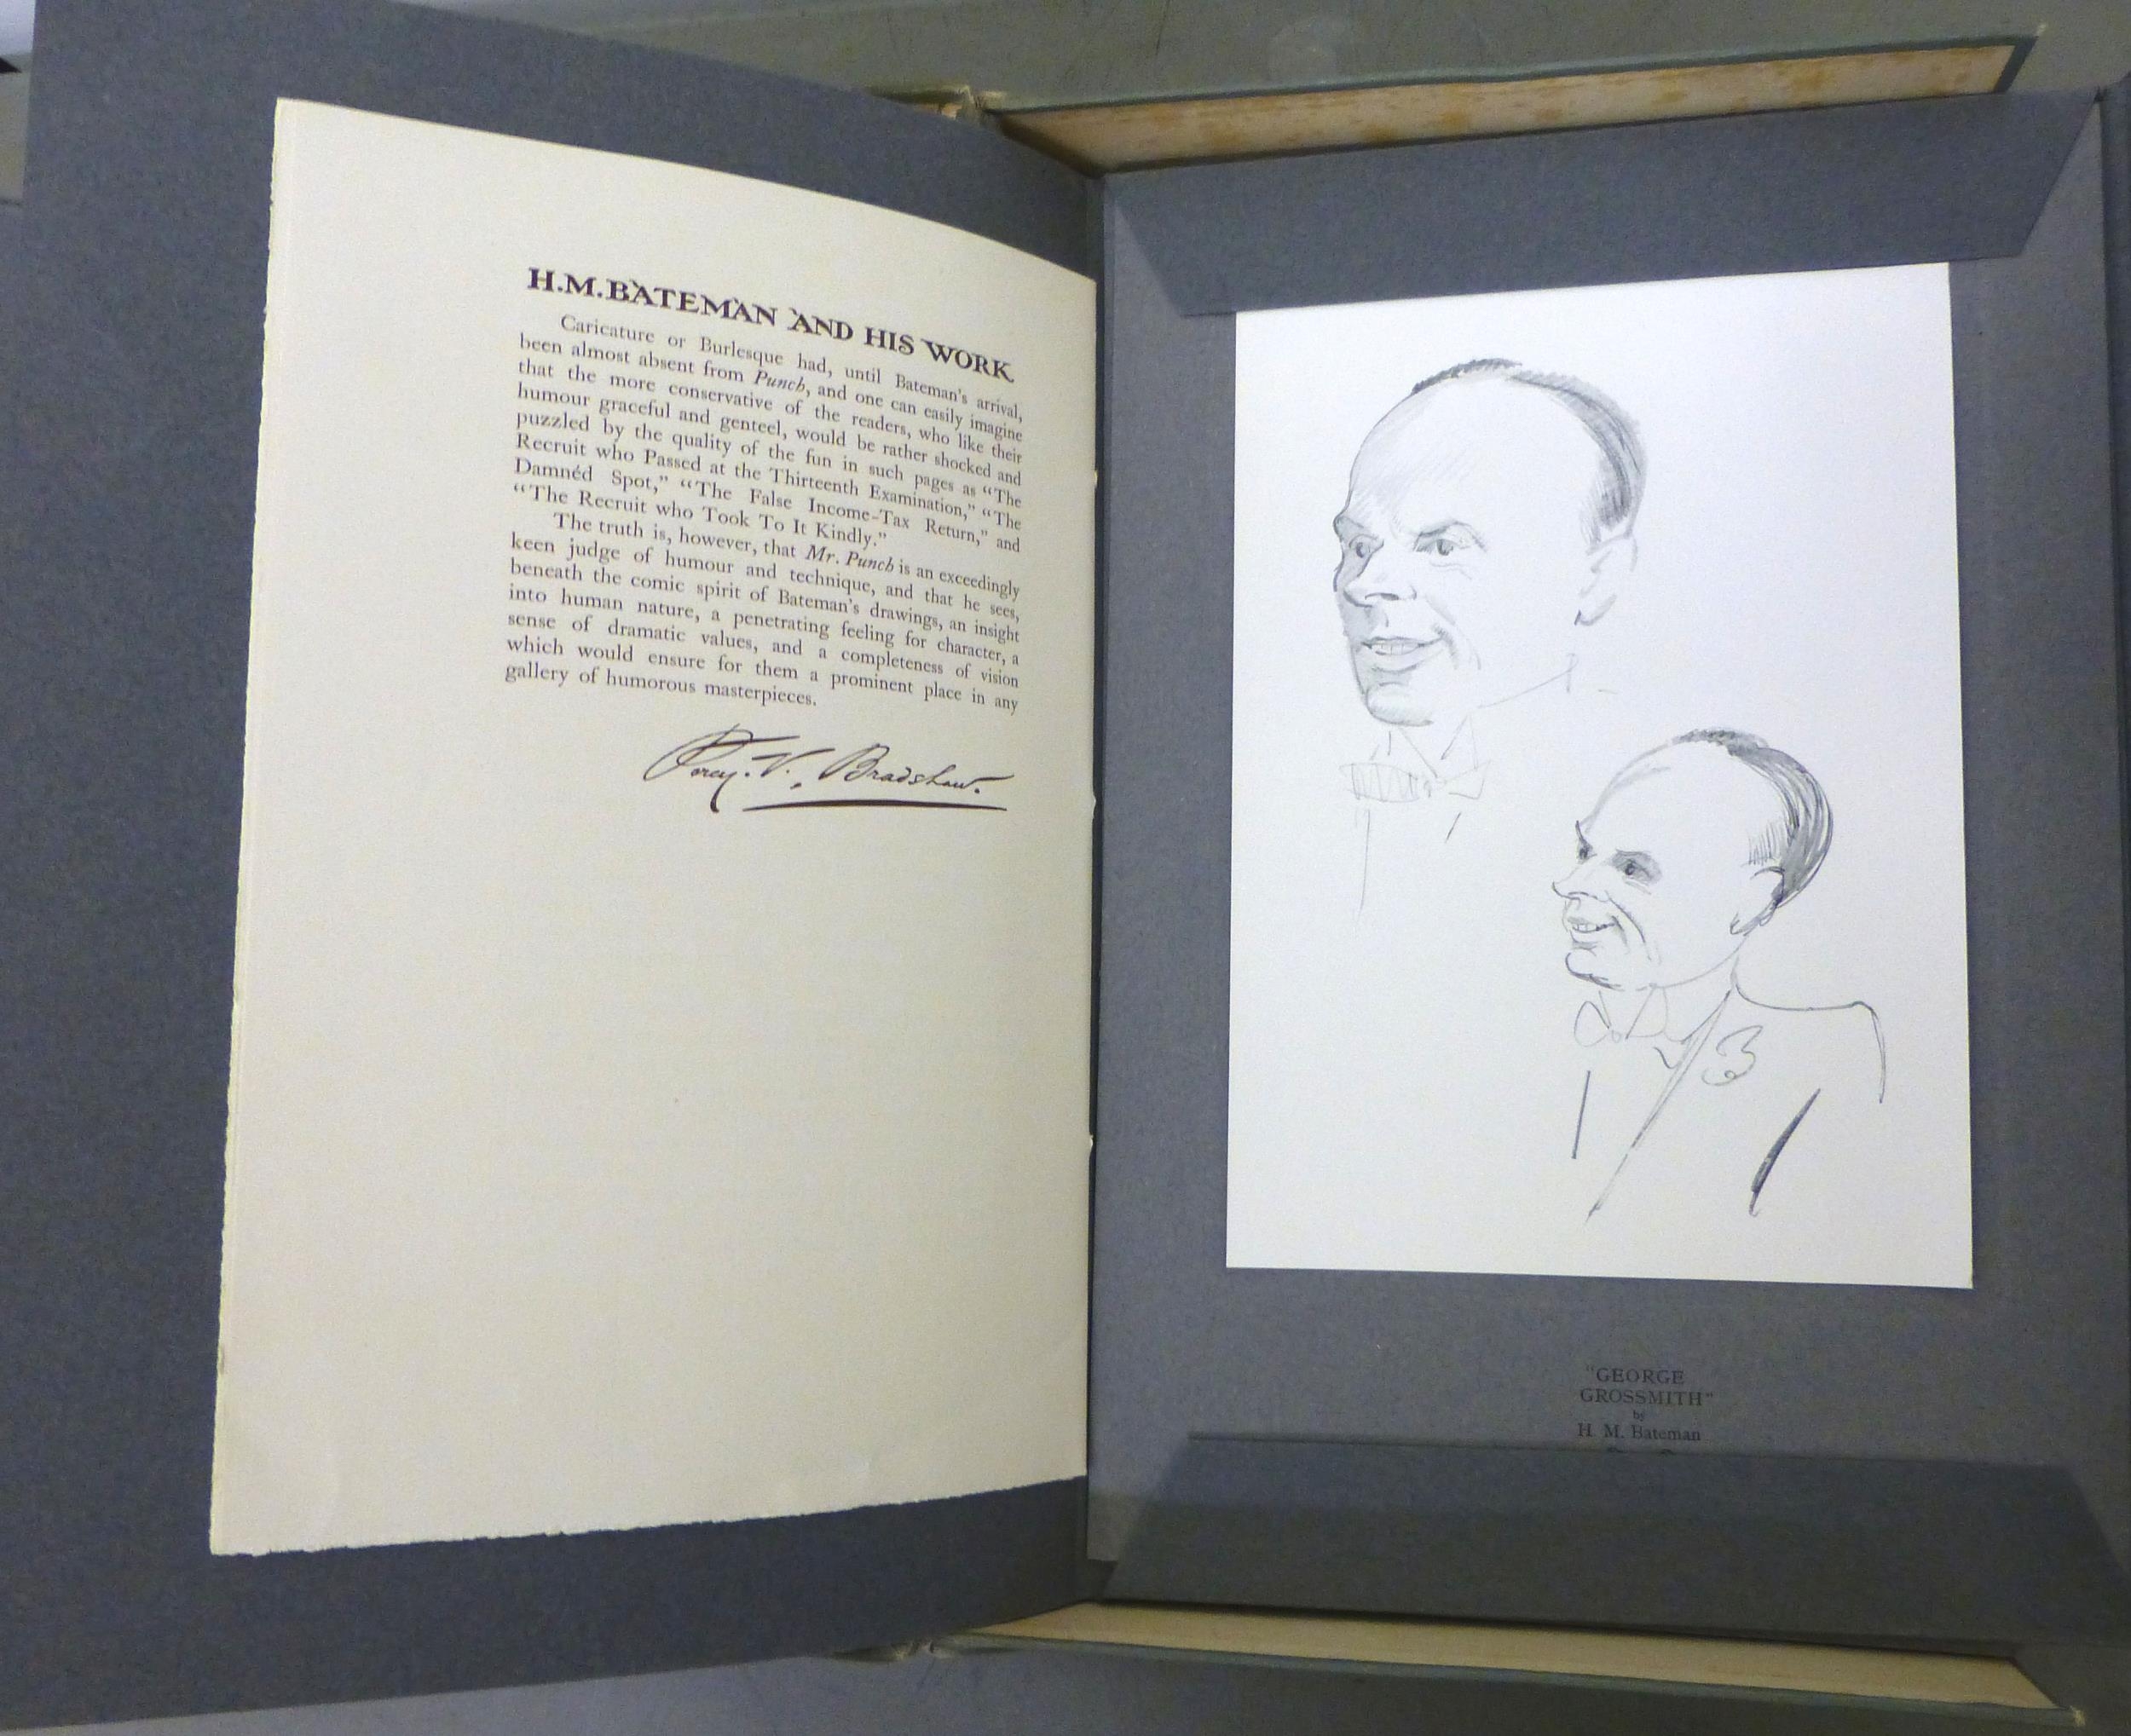 H.M.BATEMAN AND HIS WORK
Caricature or Burlesque had, until Bateman's arrival,
been almost absent from Punch, and one can easily imagine
that the more conservative of the readers, who like their
humour graceful and genteel, would be rather shocked and
puzzled by the quality of the fun in such pages as “The
Recruit who Passed at the Thirteenth Examination,” “The
Damnéd Spot,” “The False Income-Tax Return,” and
“The Recruit who Took To It Kindly.”
The truth is, however, that Mr. Punch is an exceedingly
keen judge of humour and technique, and that he sees,
beneath the comic spirit of Bateman's drawings, an insight
into human nature, a penetrating feeling for character, a
sense of dramatic values, and a completeness of vision
which would ensure for them a prominent place in any
gallery of humorous masterpieces.
Percy. V. Bradshaw.
"GEORGE
GROSSMITH"
by
H. M. Bateman